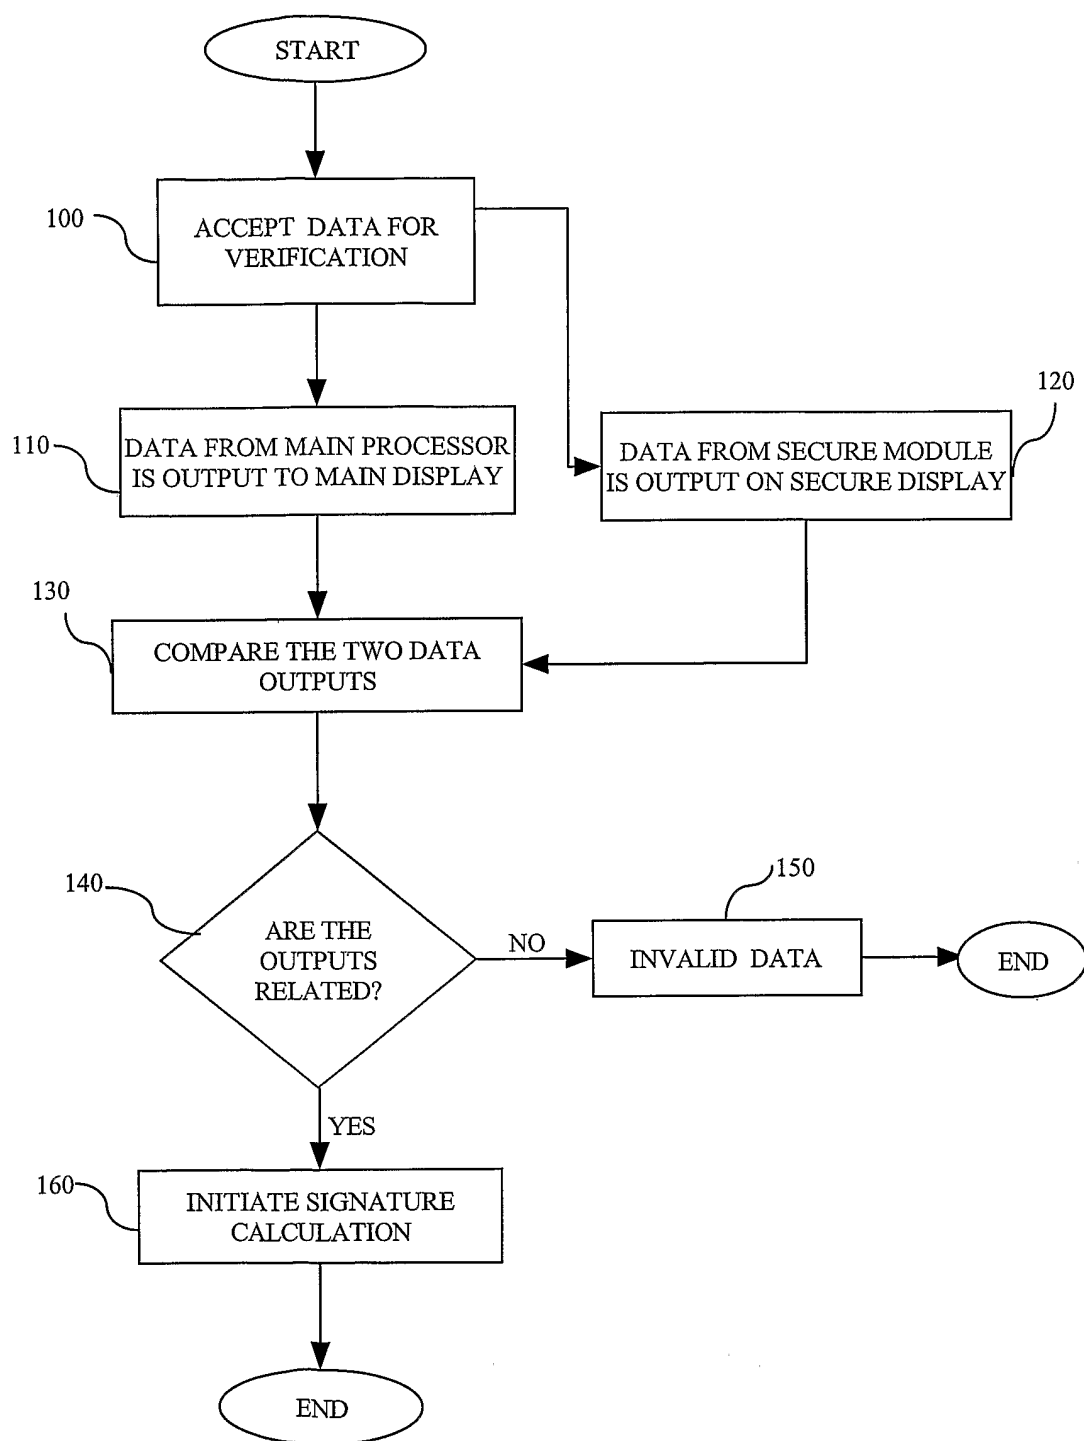 START
100
ACCEPT DATA FOR
VERIFICATION
110
DATA FROM MAIN PROCESSOR
IS OUTPUT TO MAIN DISPLAY
120
DATA FROM SECURE MODULE
IS OUTPUT ON SECURE DISPLAY
130
COMPARE THE TWO DATA
OUTPUTS
140
ARE THE
OUTPUTS
RELATED?
NO
150
INVALID DATA
END
YES
160
INITIATE SIGNATURE
CALCULATION
END